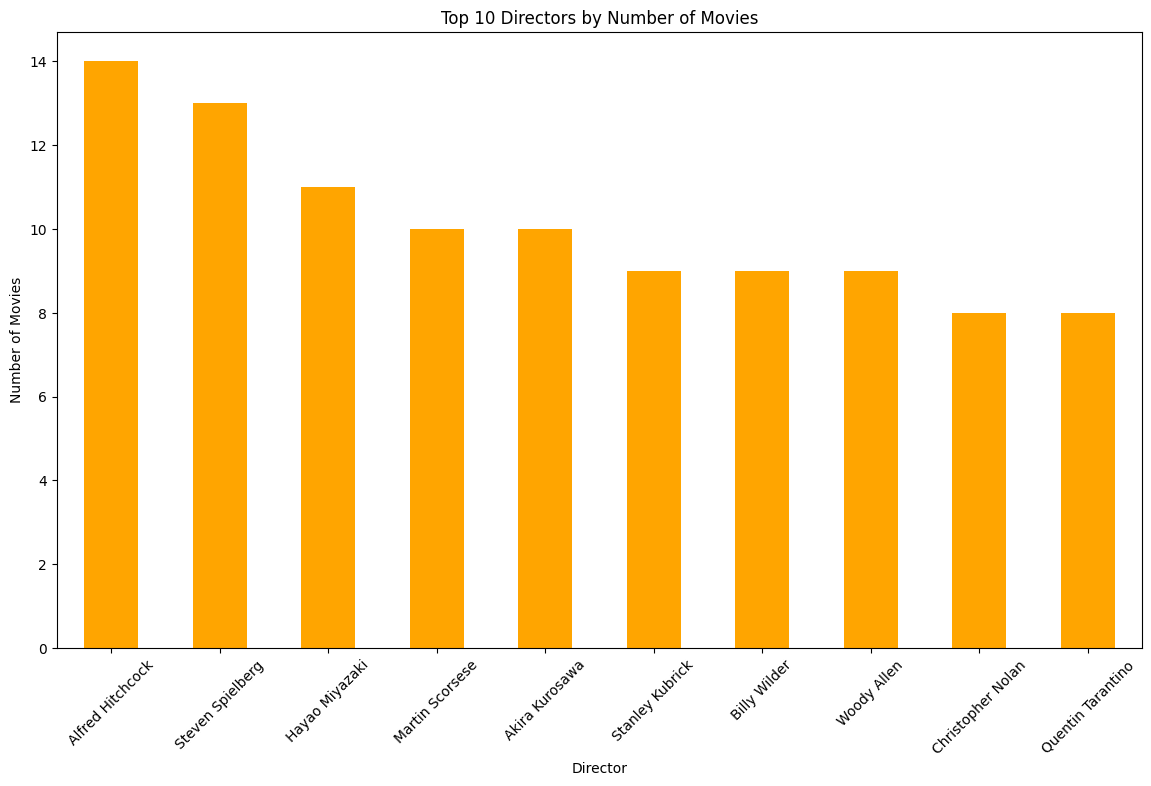 Top 10 Directors by Number of Movies
Number of Movies
14
12
10
8
6
4
2
0
Alfred Hitchcock
Steven Spielberg
Hayao Miyazaki
Martin Scorsese
Akira Kurosawa
Stanley Kubrick
Billy Wilder
Woody Allen
Christopher Nolan
Quentin Tarantino
Director